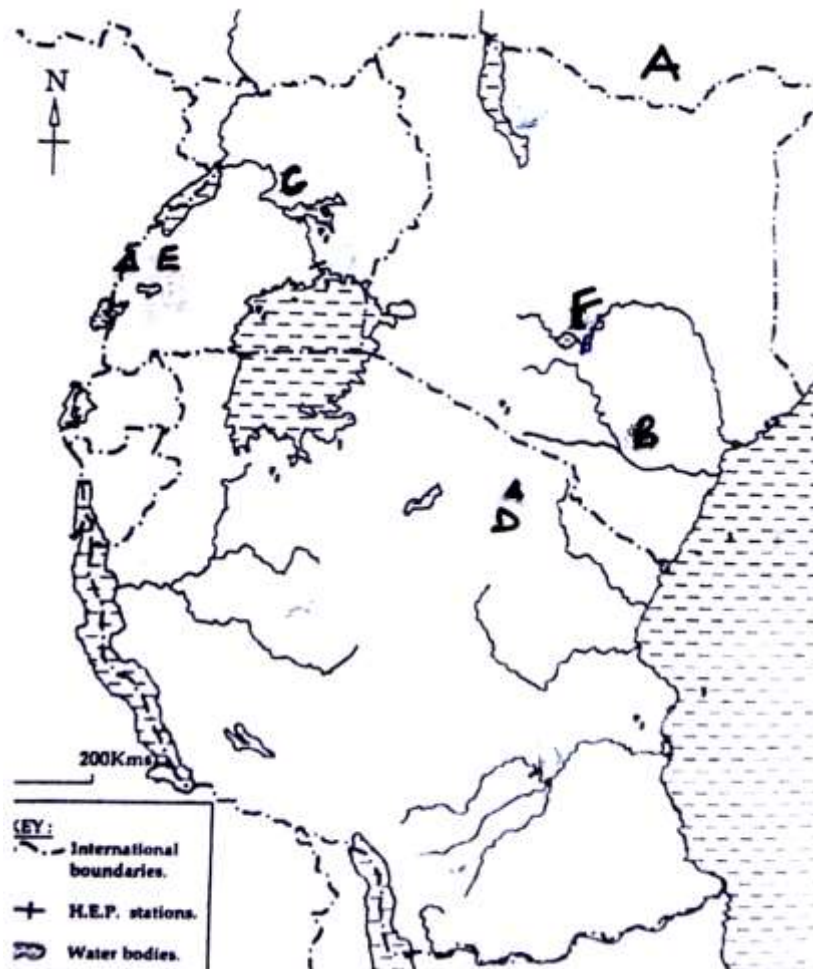 A
N
C
E
F
B
D
200Kms
KEY:
International
boundaries.
H.E.P. stations.
Water bodies.